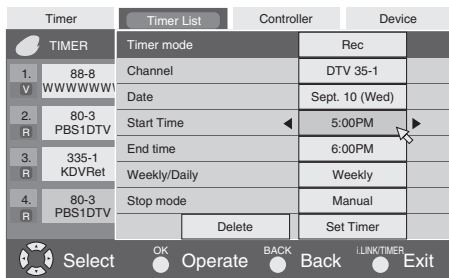 Timer Timer List Controller Device
TIMER
Timer mode Rec
1. 88-8 Channel DTV 35-1
V WWWWWW Date Sept. 10 (Wed)
2. 80-3 Start Time 5:00PM
R PBS1DTV
End time 6:00PM
3. 335-1 Weekly/Daily Weekly
R KDVRet
4. 80-3 Stop mode Manual
R PBS1DTV
Delete Set Timer
Select OK Operate BACK Back i.LINK/TIMER Exit